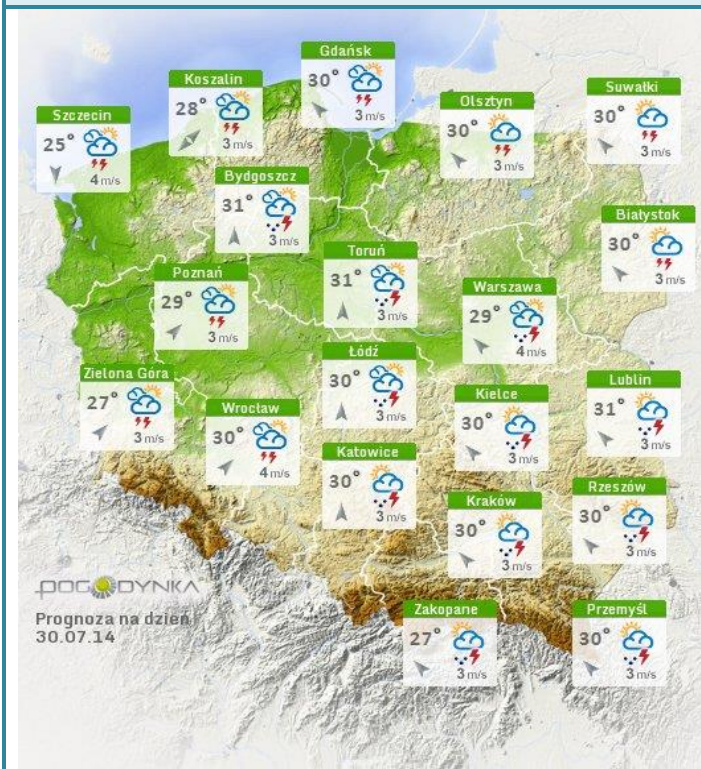 Gdańsk
30°
3 m/s
Koszalin
28°
3 m/s
Szczecin
25°
4 m/s
Olsztyn
30°
3 m/s
Suwałki
30°
3 m/s
Bydgoszcz
31°
3 m/s
Białystok
30°
3 m/s
Toruń
31°
3 m/s
Poznań
29°
3 m/s
Warszawa
29°
4 m/s
Łódź
30°
3 m/s
Zielona Góra
27°
3 m/s
Wrocław
30°
4 m/s
Kielce
30°
3 m/s
Lublin
31°
3 m/s
Katowice
30°
3 m/s
Kraków
30°
3 m/s
Rzeszów
30°
3 m/s
POGODYNKA
Prognoza na dzień
30.07.14
Zakopane
27°
3 m/s
Przemyśl
30°
3 m/s